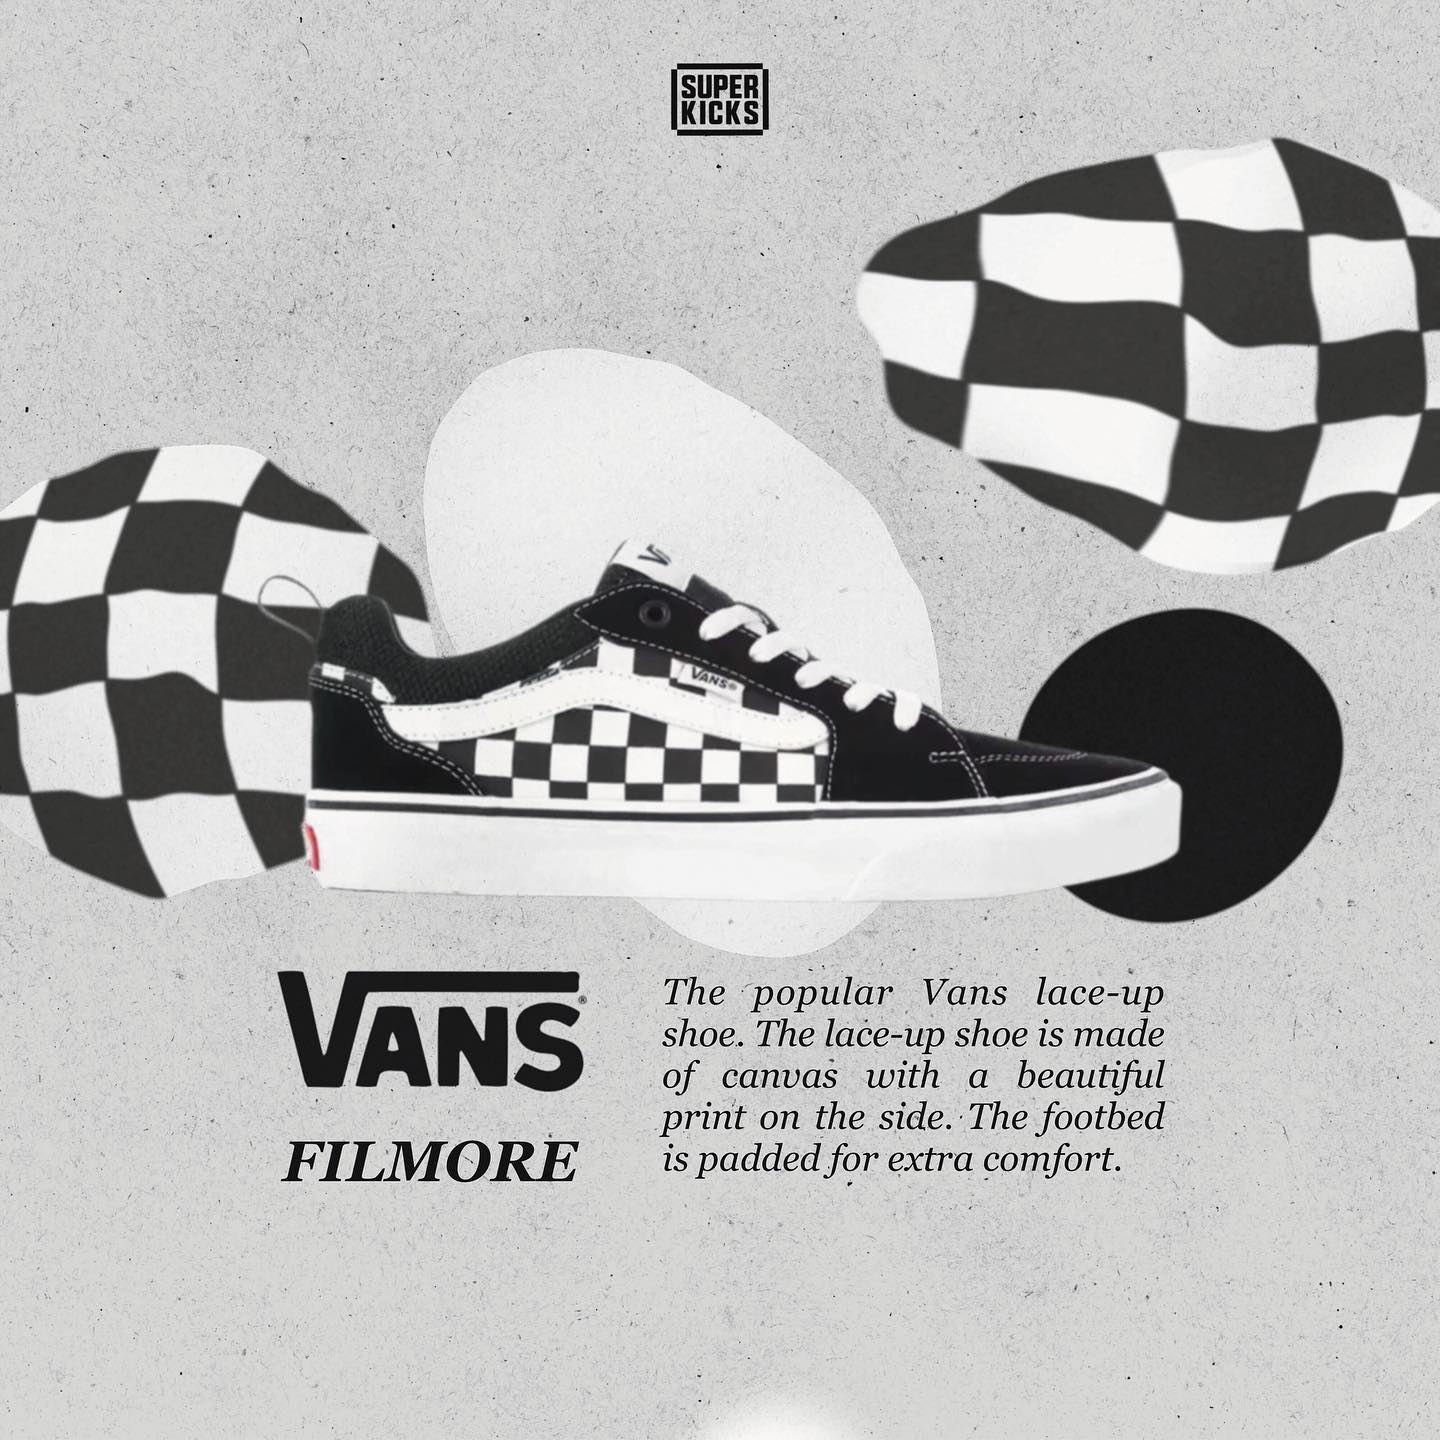 SUPER
KICKS
V
VANS®
VANS®
FILMORE
The popular Vans lace-up
shoe. The lace-up shoe is made
of canvas with a beautiful
print on the side. The footbed
is padded for extra comfort.